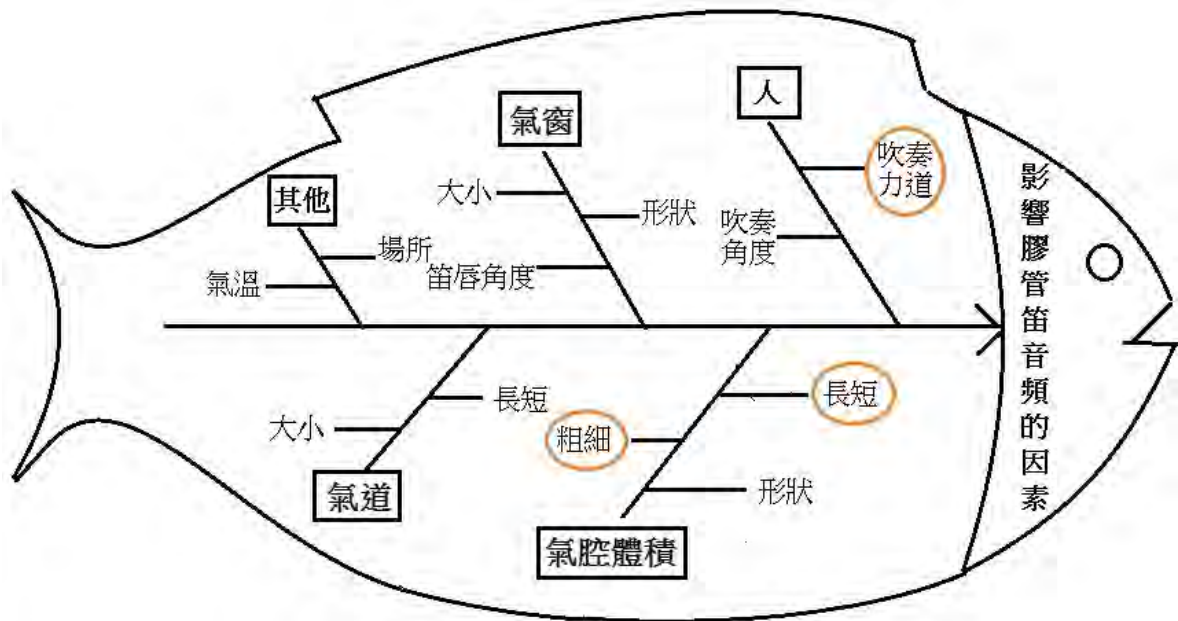 人
吹奏
力道
吹奏
角度
氣窗
大小
形狀
笛唇角度
其他
場所
氣溫
影響膠管笛音頻的因素
長短
大小
氣道
長短
粗細
形狀
氣腔體積